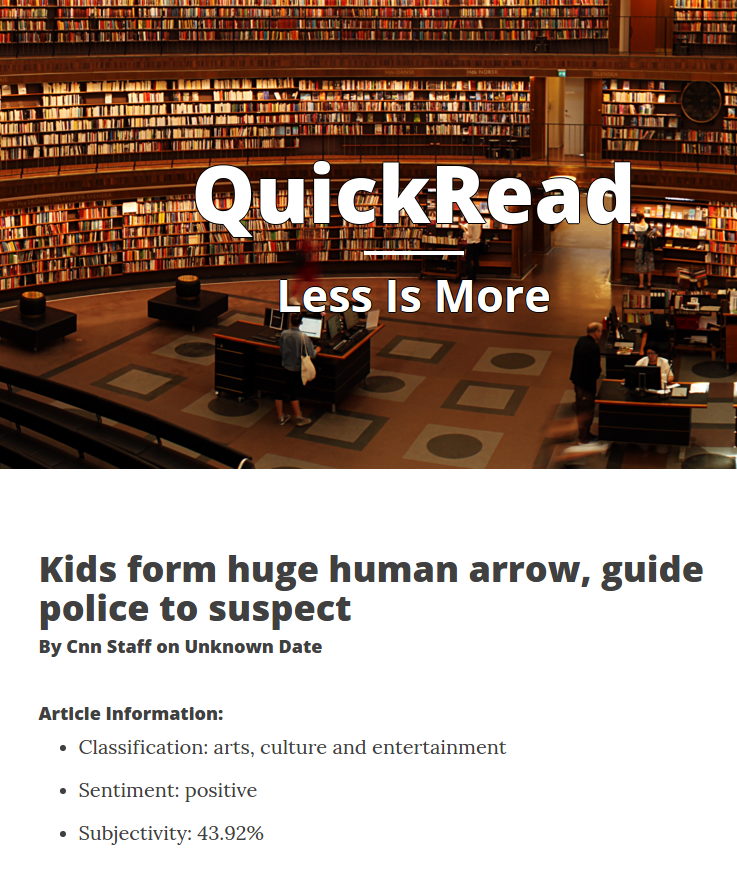 QuickRead
Less Is More
Kids form huge human arrow, guide
police to suspect
By Cnn Staff on Unknown Date
Article Information:
Classification: arts, culture and entertainment
Sentiment: positive
Subjectivity: 43.92%